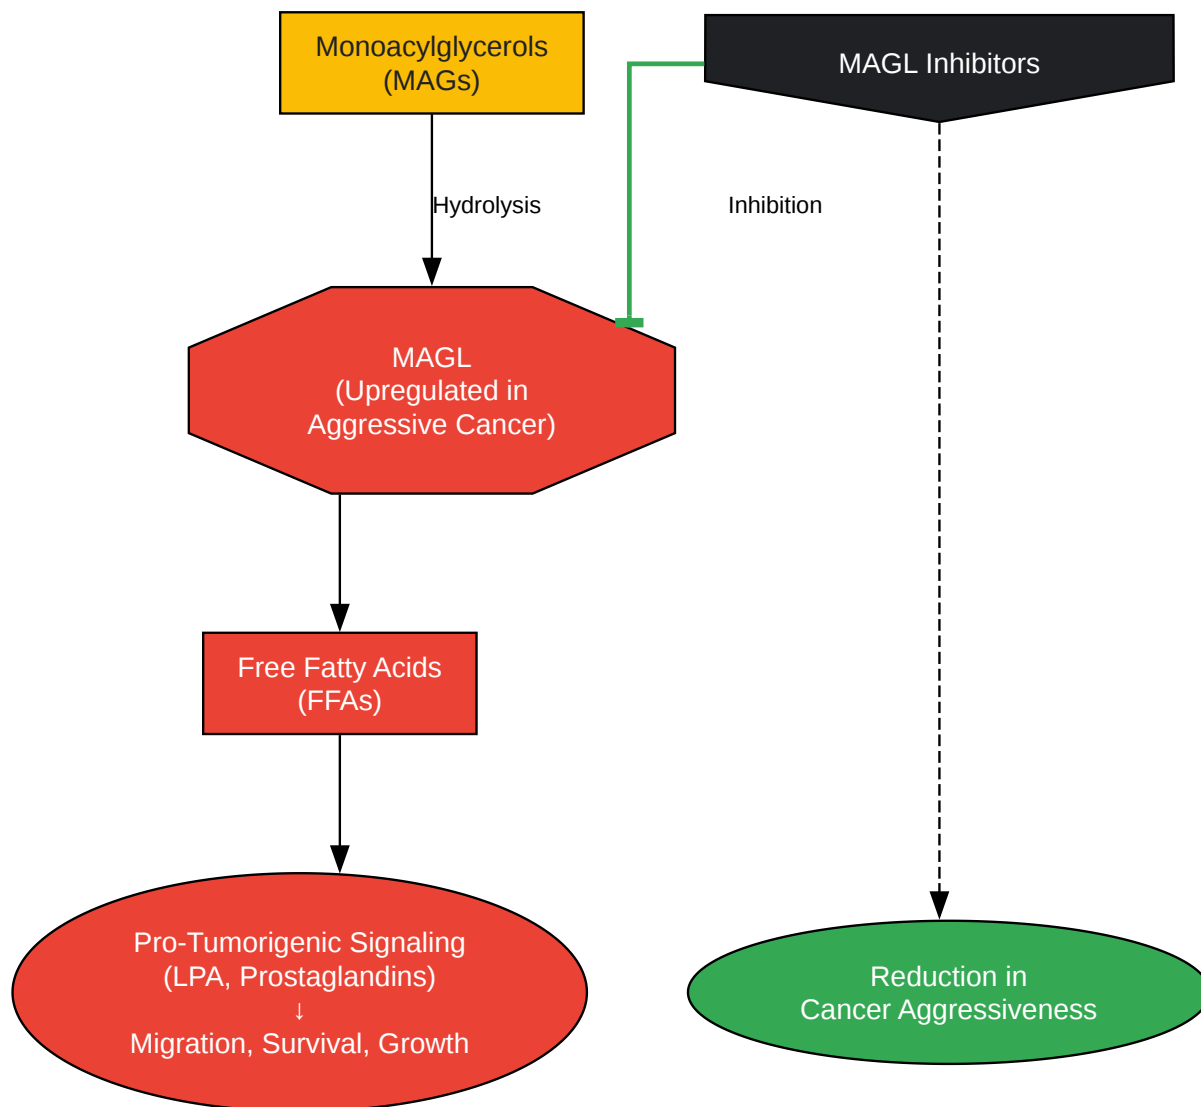 Monoacylglycerols
(MAGs)
MAGL Inhibitors
Hydrolysis
Inhibition
MAGL
(Upregulated in
Aggressive Cancer)
Free Fatty Acids
(FFAs)
Pro-Tumorigenic Signaling
(LPA, Prostaglandins)
↓
Migration, Survival, Growth
Reduction in
Cancer Aggressiveness